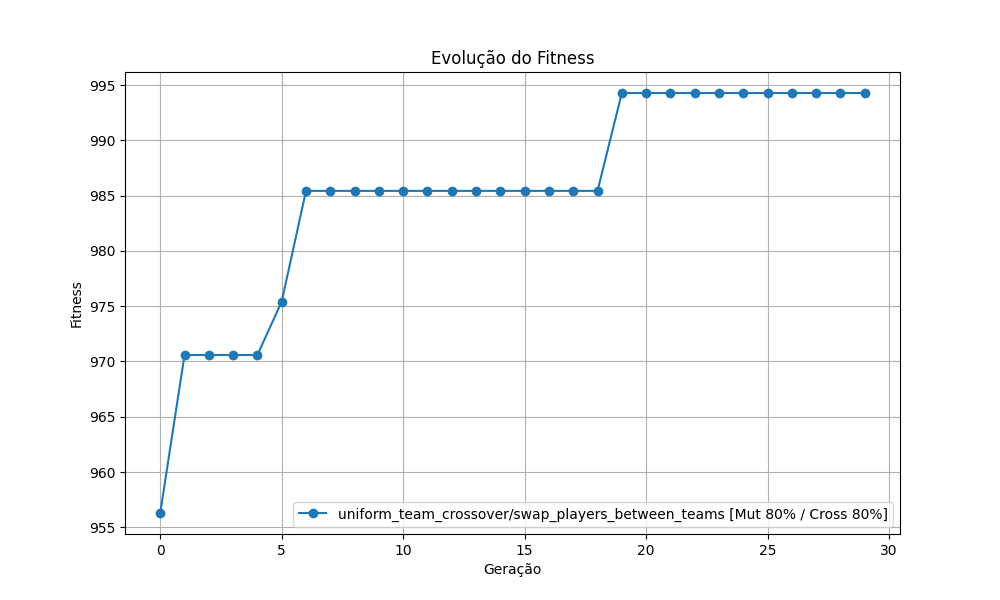 Evolução do Fitness
Fitness
995
990
985
980
975
970
965
960
955
uniform_team_crossover/swap_players_between_teams [Mut 80% / Cross 80%]
0 5 10 15 20 25 30
Geração